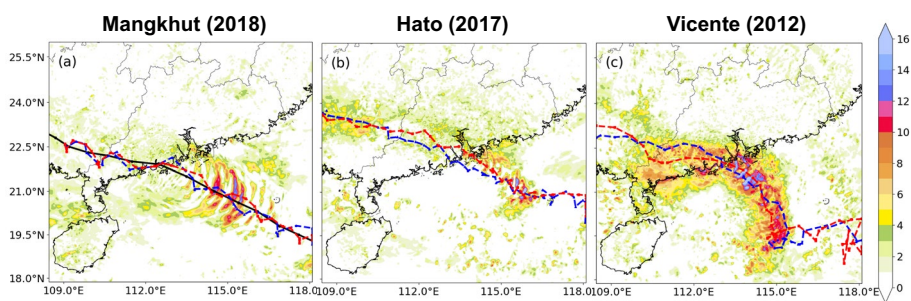 Mangkhut (2018) Hato (2017) Vicente (2012)
(a) (b) (c)
25.5°N
24.0°N
22.5°N
21.0°N
19.5°N
18.0°N
109.0°E 112.0°E 115.0°E 118.0°E
109.0°E 112.0°E 115.0°E 118.0°E
109.0°E 112.0°E 115.0°E 118.0°E
16
14
12
10
8
6
4
2
0